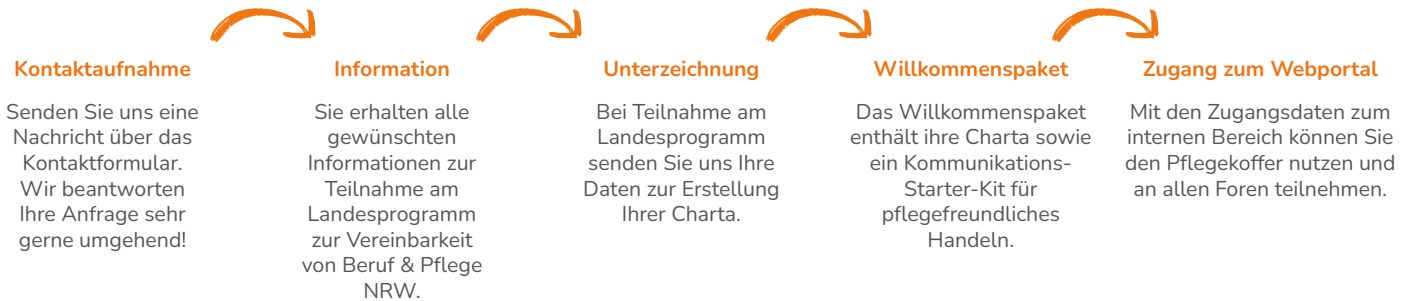 Kontaktaufnahme
Senden Sie uns eine
Nachricht über das
Kontaktformular.
Wir beantworten
Ihre Anfrage sehr
gerne umgehend!
Information
Sie erhalten alle
gewünschten
Informationen zur
Teilnahme am
Landesprogramm
zur Vereinbarkeit
von Beruf & Pflege
NRW.
Unterzeichnung
Bei Teilnahme am
Landesprogramm
senden Sie uns Ihre
Daten zur Erstellung
Ihrer Charta.
Willkommenspaket
Das Willkommenspaket
enthält ihre Charta sowie
ein Kommunikations-
Starter-Kit für
pflegefreundliches
Handeln.
Zugang zum Webportal
Mit den Zugangsdaten zum
internen Bereich können Sie
den Pflegekoffer nutzen und
an allen Foren teilnehmen.